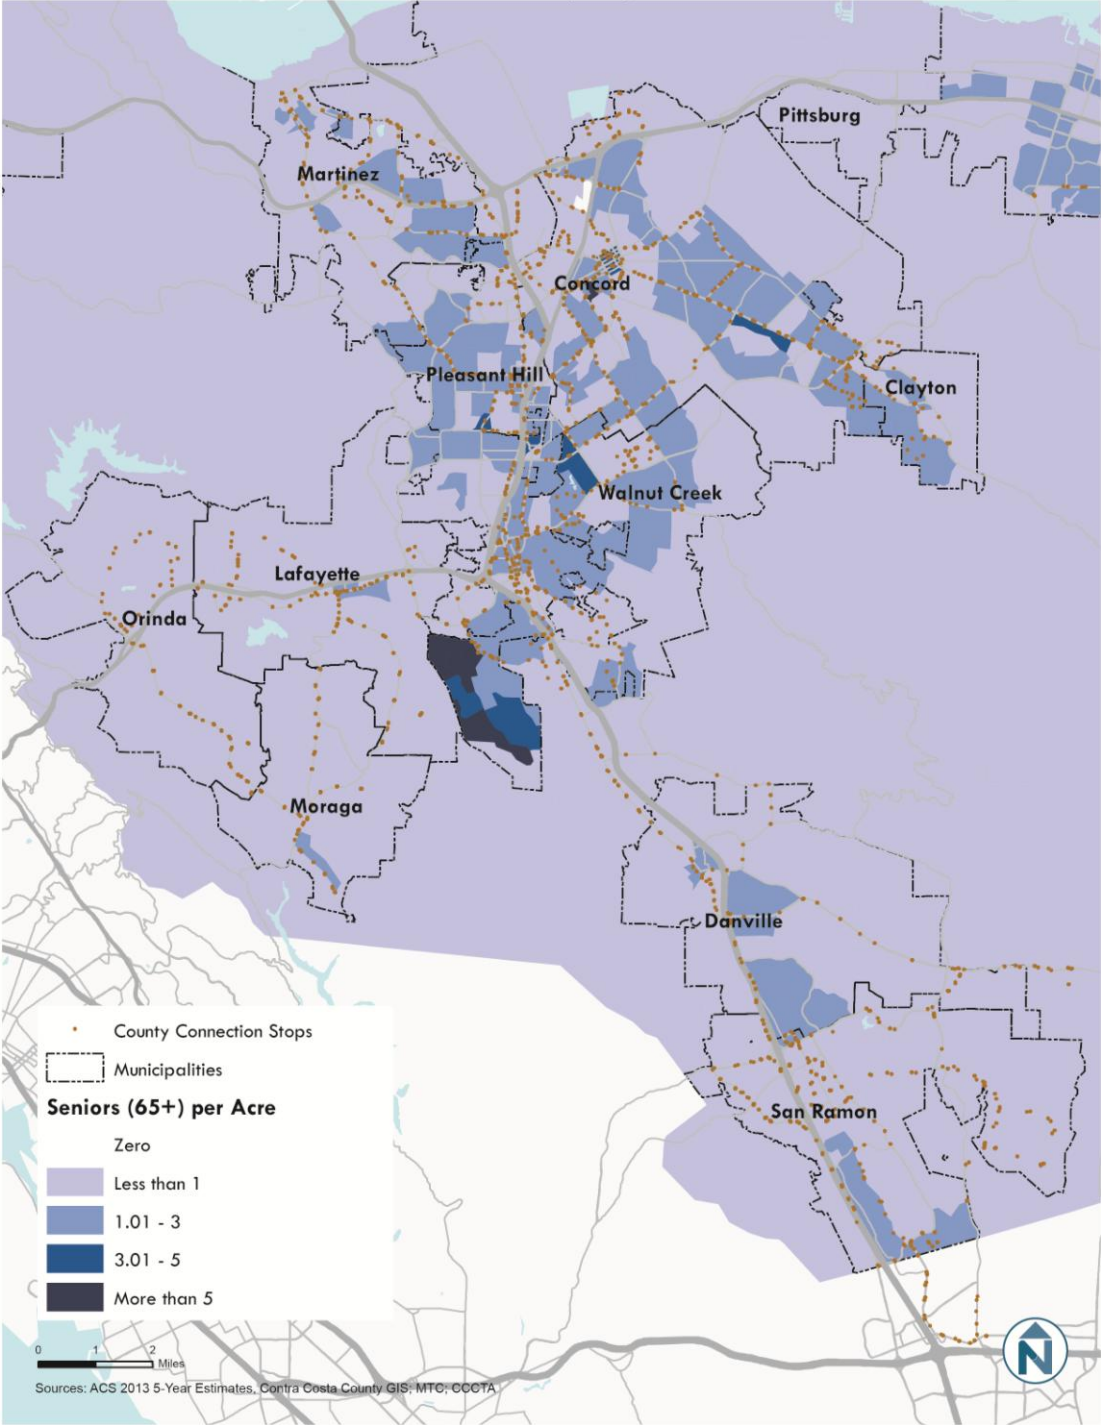 Pittsburg
Martinez
Concord
Pleasant Hill
Clayton
Walnut Creek
Lafayette
Orinda
Moraga
Danville
San Ramon
County Connection Stops
Municipalities
Seniors (65+) per Acre
Zero
Less than 1
1.01 - 3
3.01 - 5
More than 5
0 1 2
Miles
N
Sources: ACS 2013 5-Year Estimates, Contra Costa County GIS; MTC; CCCTA